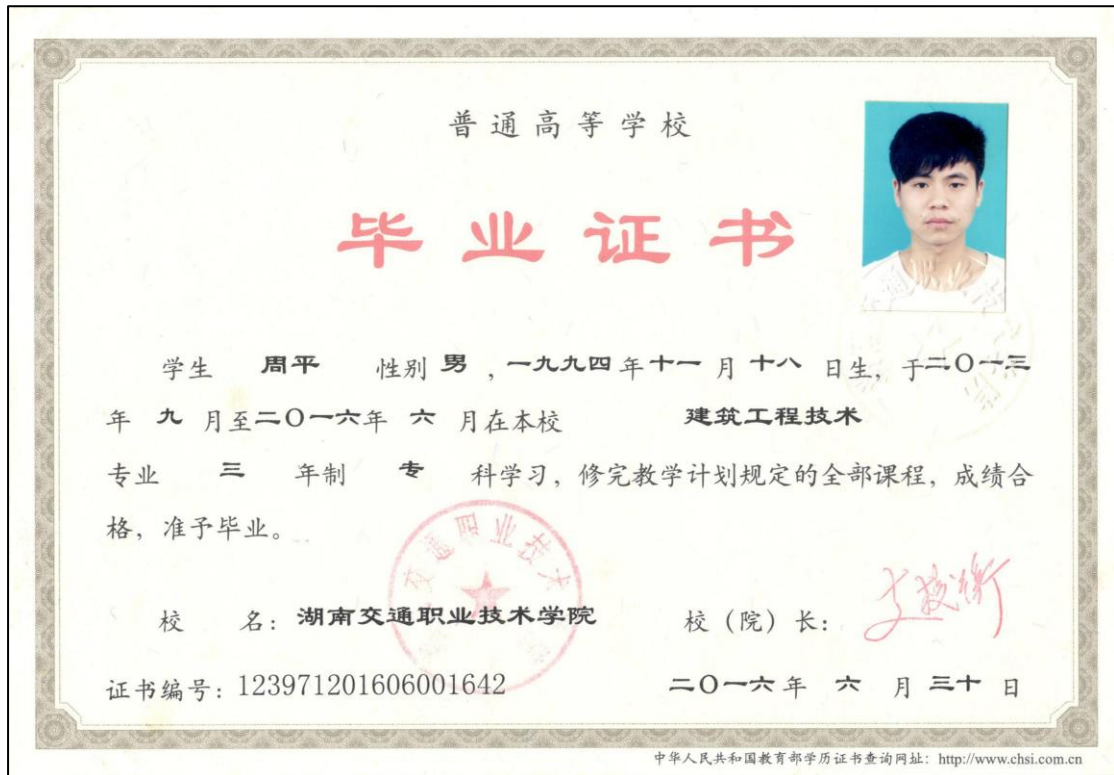 普通高等学校
毕业证书
学生 周平 性别 男 ,一九九四年十一月十八日生, 于二〇一三
年 九 月至二〇一六年 六 月在本校 建筑工程技术
专业 三 年制 专 科学习, 修完教学计划规定的全部课程, 成绩合
格, 准予毕业。
交通职业技术
校 名: 湖南交通职业技术学院 校(院)长:
证书编号: 123971201606001642 二〇一六年 六 月 三十 日
中华人民共和国教育部学历证书查询网址: http://www.chsi.com.cn